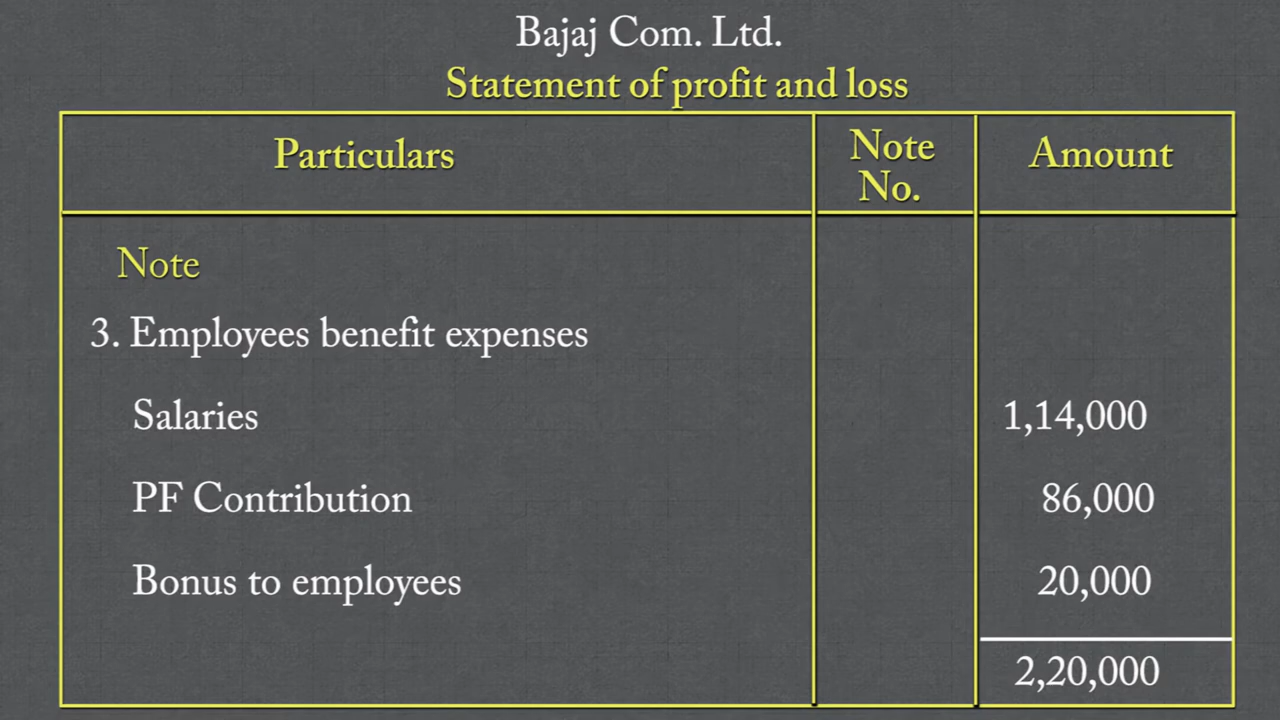 Bajaj Com. Ltd.
Statement of profit and loss
Particulars Note No. Amount
Note
3. Employees benefit expenses
Salaries 1,14,000
PF Contribution 86,000
Bonus to employees 20,000
2,20,000